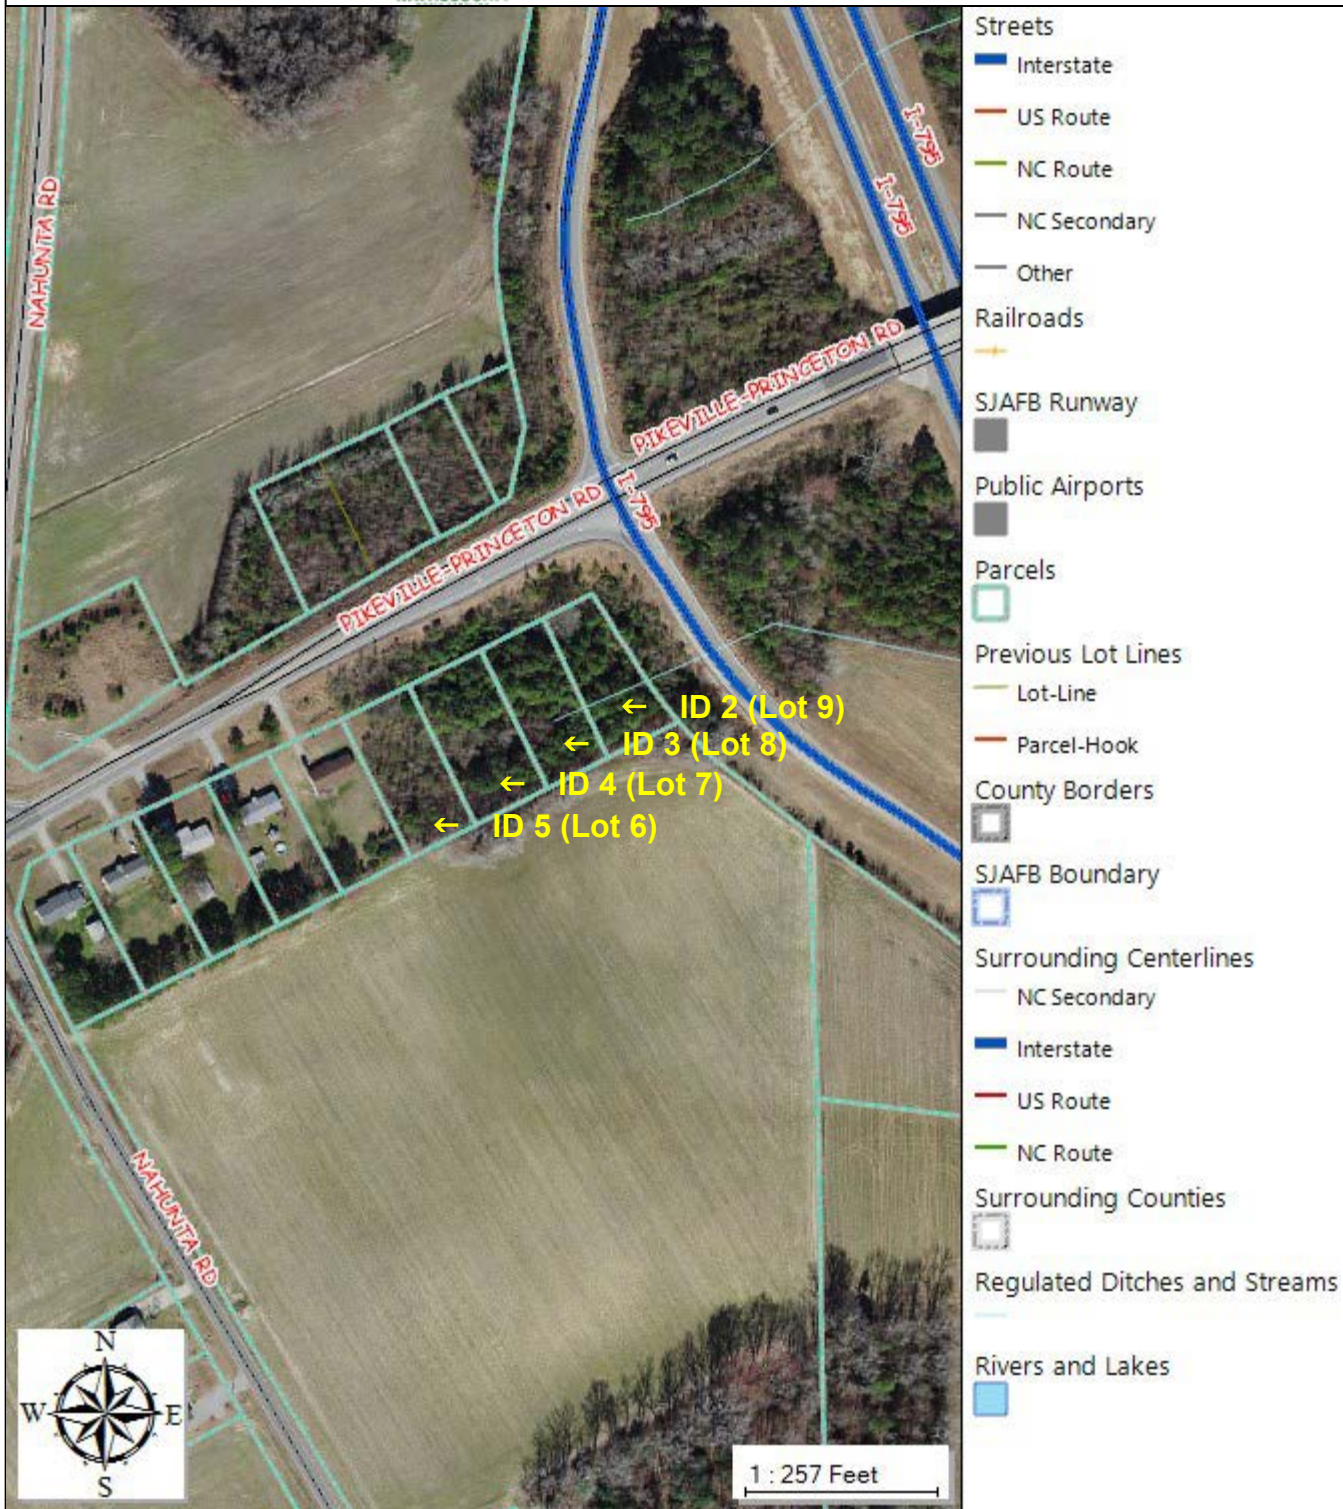 NAHUNTA RD
I-795
I-795
PIKEVILLE-PRINCETON RD
I-795
PIKEVILLE-PRINCETON RD
← ID 2 (Lot 9)
← ID 3 (Lot 8)
← ID 4 (Lot 7)
← ID 5 (Lot 6)
NAHUNTA RD
N
W E
S
1 : 257 Feet
Streets
Interstate
US Route
NC Route
NC Secondary
Other
Railroads
SJAFB Runway
Public Airports
Parcels
Previous Lot Lines
Lot-Line
Parcel-Hook
County Borders
SJAFB Boundary
Surrounding Centerlines
NC Secondary
Interstate
US Route
NC Route
Surrounding Counties
Regulated Ditches and Streams
Rivers and Lakes